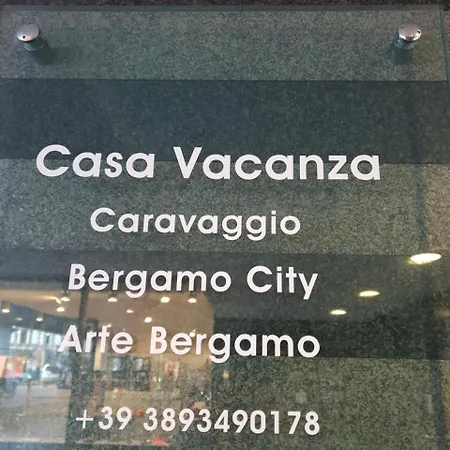 Casa Vacanza
Caravaggio
Bergamo City
Arte Bergamo
+39 3893490178